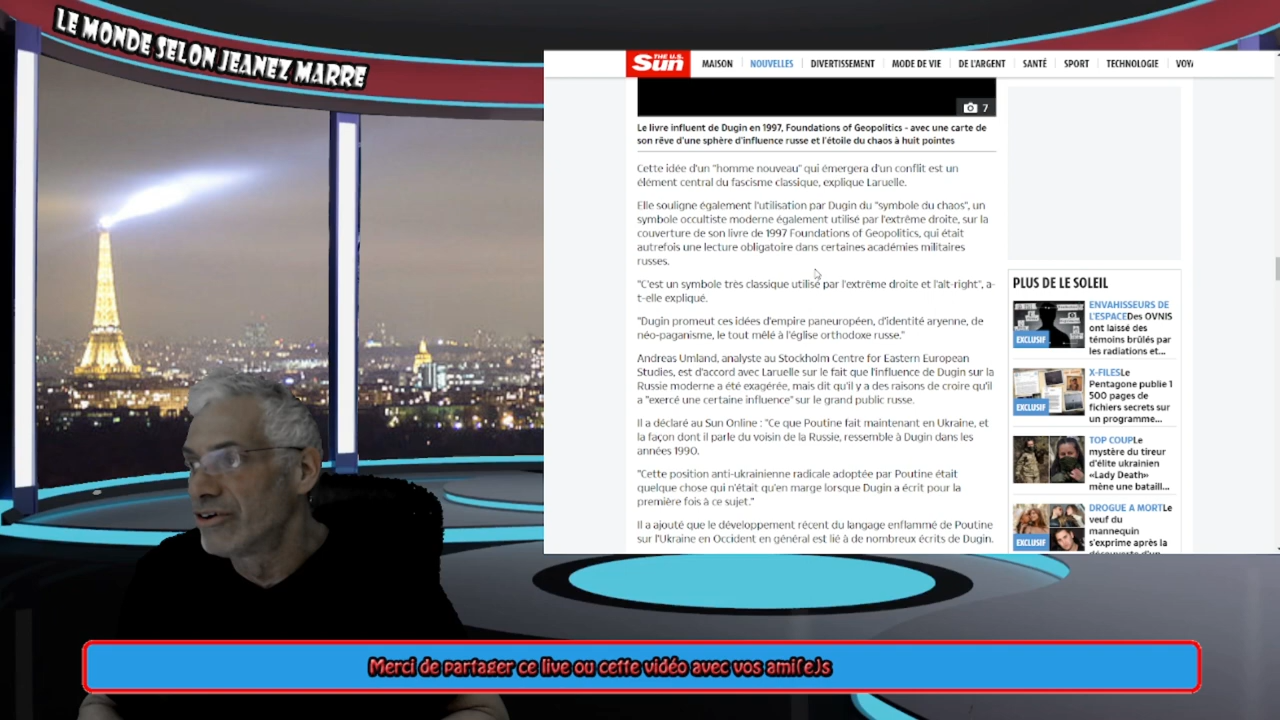 LE MONDE SELON JEANEZ MARRE
THE U.S. Sun
MAISON NOUVELLES DIVERTISSEMENT MODE DE VIE DE L'ARGENT SANTÉ SPORT TECHNOLOGIE VOY
7
Le livre influent de Dugin en 1997, Foundations of Geopolitics - avec une carte de
son rêve d'une sphère d'influence russe et l'étoile du chaos à huit pointes
Cette idée d'un "homme nouveau" qui émergera d'un conflit est un
élément central du fascisme classique, explique Laruelle.
Elle souligne également l'utilisation par Dugin du "symbole du chaos", un
symbole occultiste moderne également utilisé par l'extrême droite, sur la
couverture de son livre de 1997 Foundations of Geopolitics, qui était
autrefois une lecture obligatoire dans certaines académies militaires
russes.
"C'est un symbole très classique utilisé par l'extrême droite et l'alt-right", a-
t-elle expliqué.
"Dugin promeut ces idées d'empire paneuropéen, d'identité aryenne, de
néo-paganisme, le tout mêlé à l'église orthodoxe russe."
Andreas Umland, analyste au Stockholm Centre for Eastern European
Studies, est d'accord avec Laruelle sur le fait que l'influence de Dugin sur la
Russie moderne a été exagérée, mais dit qu'il y a des raisons de croire qu'il
a "exercé une certaine influence" sur le grand public russe.
Il a déclaré au Sun Online : "Ce que Poutine fait maintenant en Ukraine, et
la façon dont il parle du voisin de la Russie, ressemble à Dugin dans les
années 1990.
"Cette position anti-ukrainienne radicale adoptée par Poutine était
quelque chose qui n'était qu'en marge lorsque Dugin a écrit pour la
première fois à ce sujet."
Il a ajouté que le développement récent du langage enflammé de Poutine
sur l'Ukraine en Occident en général est lié à de nombreux écrits de Dugin.
PLUS DE LE SOLEIL
ENVAHISSEURS DE
L'ESPACEDes OVNIS
ont laissé des
témoins brûlés par
les radiations et...
EXCLUSIF
X-FILESLe
Pentagone publie 1
500 pages de
fichiers secrets sur
un programme...
EXCLUSIF
TOP COUPLe
mystère du tireur
d'élite ukrainien
«Lady Death»
mène une bataill...
DROGUE A MORTLe
veuf du
mannequin
s'exprime après la
découverte d'un
EXCLUSIF
Merci de partager ce live ou cette vidéo avec vos ami(e)s